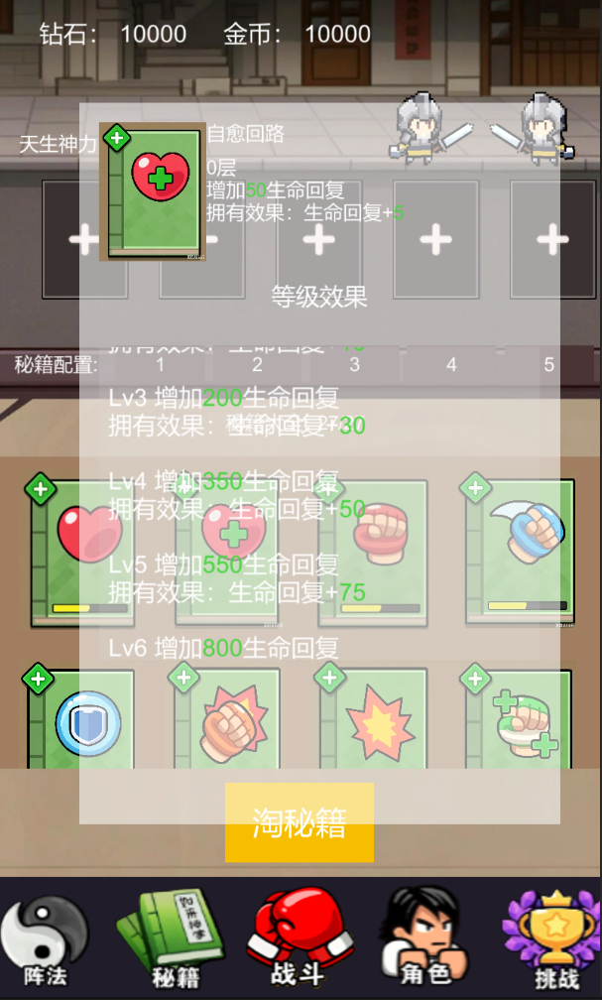 钻石： 10000 金币： 10000
天生神力
自愈回路
0层
增加50生命回复
拥有效果：生命回复+5
等级效果
秘籍配置: 1 2 3 4 5
Lv3 增加200生命回复
拥有效果：生命回复+30
Lv4 增加350生命回复
拥有效果：生命回复+50
Lv5 增加550生命回复
拥有效果：生命回复+75
Lv6 增加800生命回复
淘秘籍
阵法 秘籍 战斗 角色 挑战